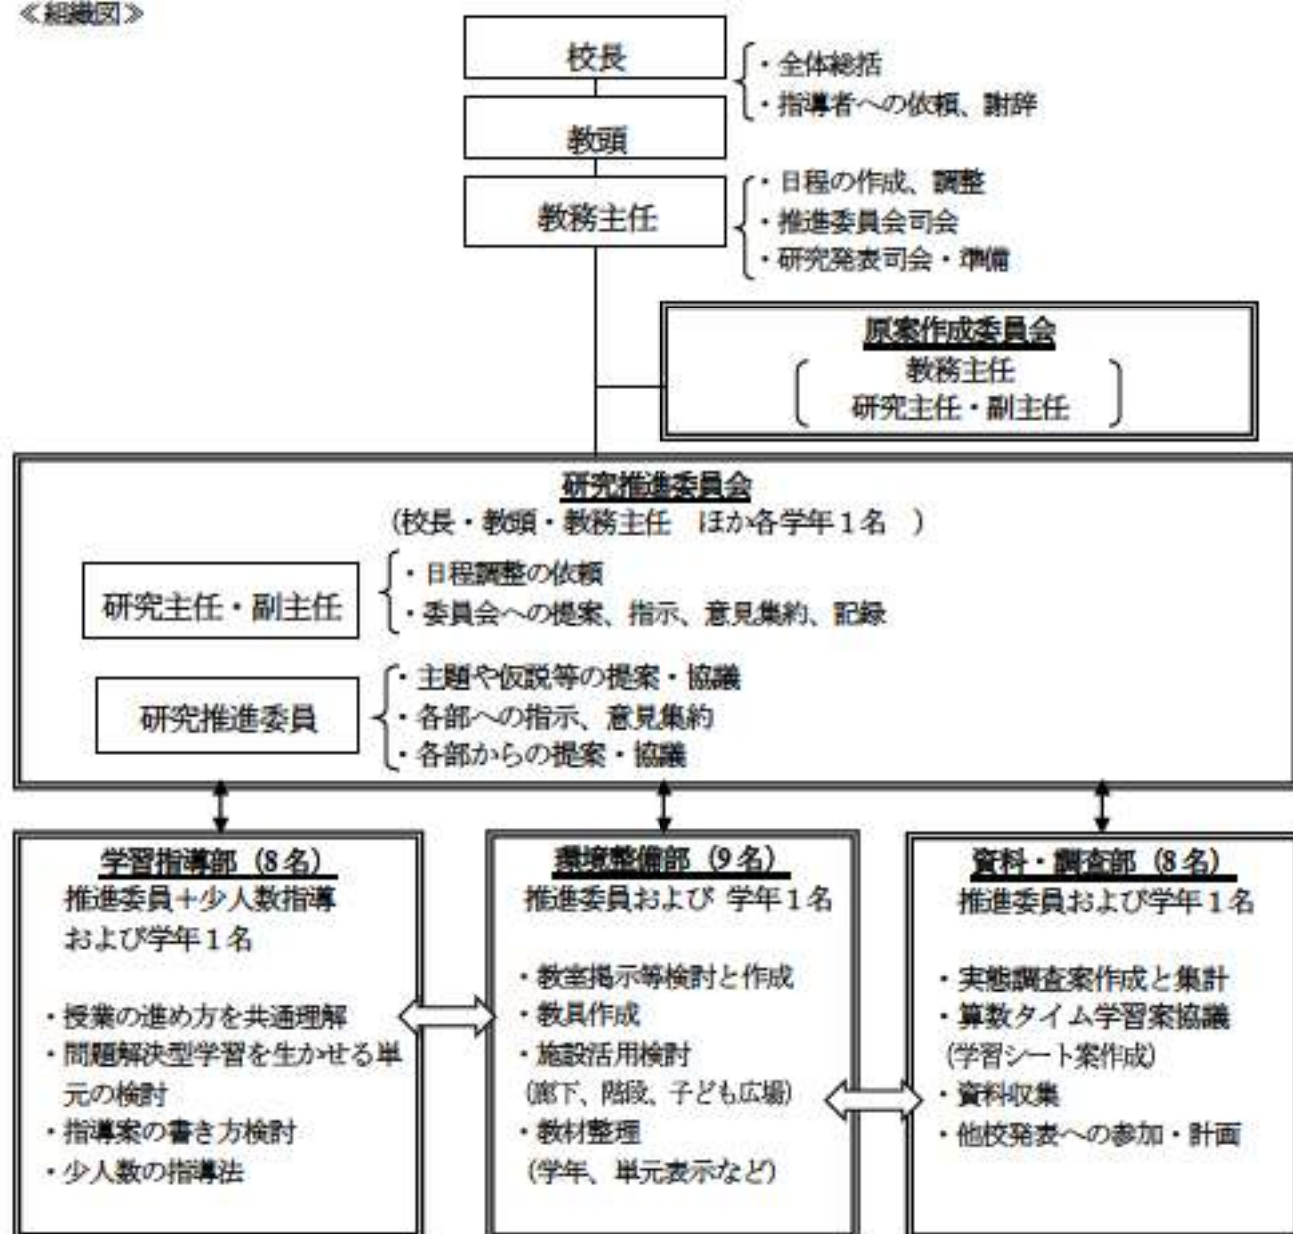 ≪組織図≫
校長
・全体総括
・指導者への依頼、謝辞
教頭
教務主任
・日程の作成、調整
・推進委員会司会
・研究発表司会・準備
原案作成委員会
教務主任
研究主任・副主任
研究推進委員会
(校長・教頭・教務主任　ほか各学年1名　)
研究主任・副主任
・日程調整の依頼
・委員会への提案、指示、意見集約、記録
研究推進委員
・主題や仮説等の提案・協議
・各部への指示、意見集約
・各部からの提案・協議
学習指導部（8名）
推進委員＋少人数指導
および学年1名
・授業の進め方を共通理解
・問題解決型学習を生かせる単
元の検討
・指導案の書き方検討
・少人数の指導法
環境整備部（9名）
推進委員および 学年1名
・教室掲示等検討と作成
・教具作成
・施設活用検討
(廊下、階段、子ども広場)
・教材整理
(学年、単元表示など)
資料・調査部（8名）
推進委員および学年1名
・実態調査案作成と集計
・算数タイム学習案協議
(学習シート案作成)
・資料収集
・他校発表への参加・計画